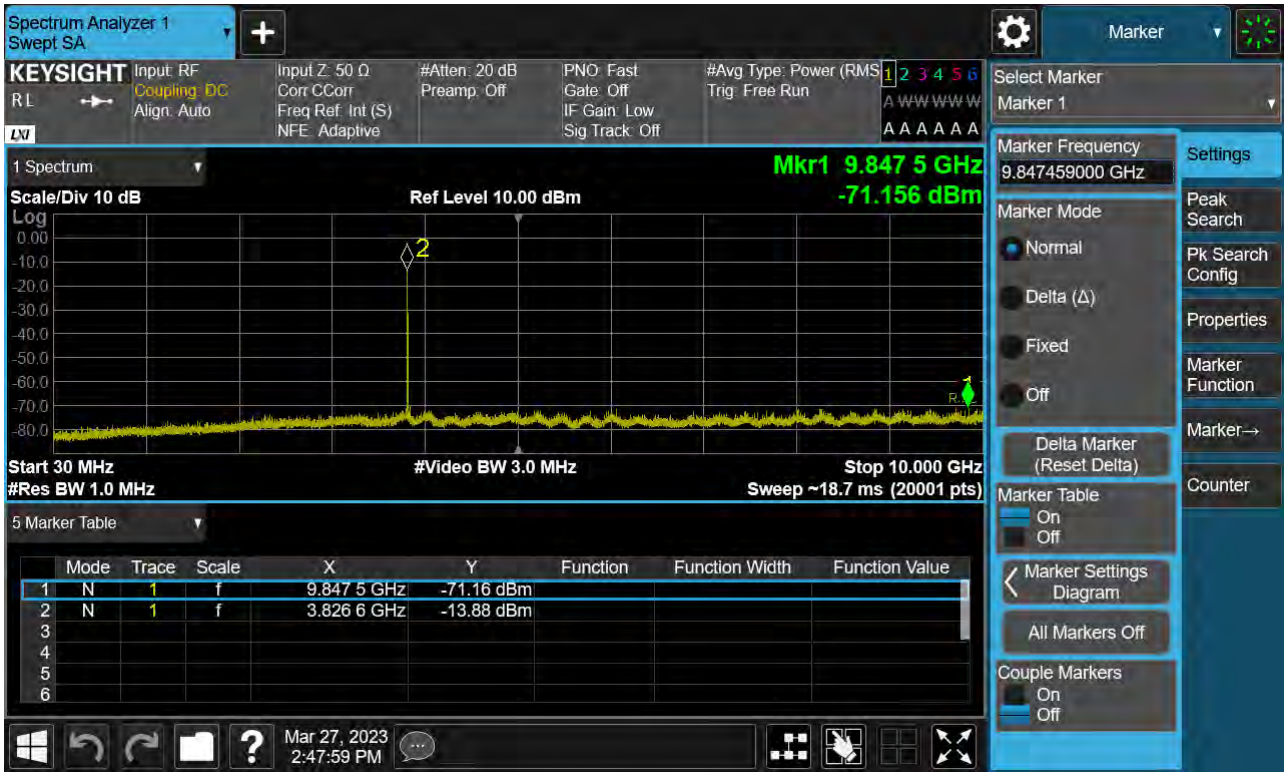 Spectrum Analyzer 1
Swept SA
Marker
KEYSIGHT
RL
LXI
Input: RF
Coupling: DC
Align: Auto
Input Z: 50 Ω
Corr CCorr
Freq Ref: Int (S)
NFE: Adaptive
#Atten: 20 dB
Preamp: Off
PNO: Fast
Gate: Off
IF Gain: Low
Sig Track: Off
#Avg Type: Power (RMS
Trig: Free Run
1 2 3 4 5 6
A W W W W W
A A A A A A
Select Marker
Marker 1
1 Spectrum
Mkr1 9.847 5 GHz
-71.156 dBm
Scale/Div 10 dB
Ref Level 10.00 dBm
Log
0.00
-10.0
-20.0
-30.0
-40.0
-50.0
-60.0
-70.0
-80.0
2
1
Start 30 MHz
#Video BW 3.0 MHz
Stop 10.000 GHz
#Res BW 1.0 MHz
Sweep ~18.7 ms (20001 pts)
5 Marker Table
Mode Trace Scale X Y Function Function Width Function Value
1 N 1 f 9.847 5 GHz -71.16 dBm
2 N 1 f 3.826 6 GHz -13.88 dBm
3
4
5
6
Marker Frequency
9.847459000 GHz
Marker Mode
Normal
Delta (Δ)
Fixed
Off
Delta Marker
(Reset Delta)
Marker Table
On
Off
Marker Settings
Diagram
All Markers Off
Couple Markers
On
Off
Settings
Peak
Search
Pk Search
Config
Properties
Marker
Function
Marker→
Counter
?
Mar 27, 2023
2:47:59 PM